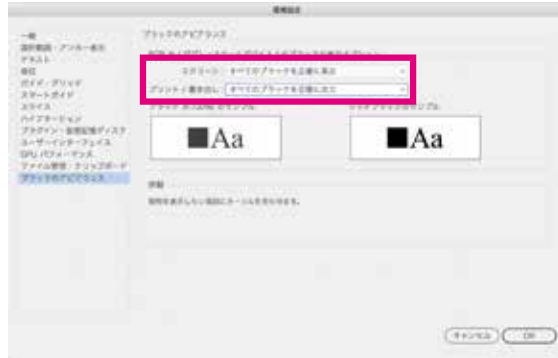 環境設定
一般
選択範囲・アンカー表示
テキスト
単位
ガイド・グリッド
スマートガイド
スライス
ハイフネーション
プラグイン・仮想記憶ディスク
ユーザーインターフェイス
GPU パフォーマンス
ファイル管理・クリップボード
ブラックのアピアランス
ブラックのアピアランス
スクリーン：すべてのブラックを正確に表示
プリント / 書き出し：すべてのブラックを正確に出力
Aa
Aa
説明
キャンセル
OK